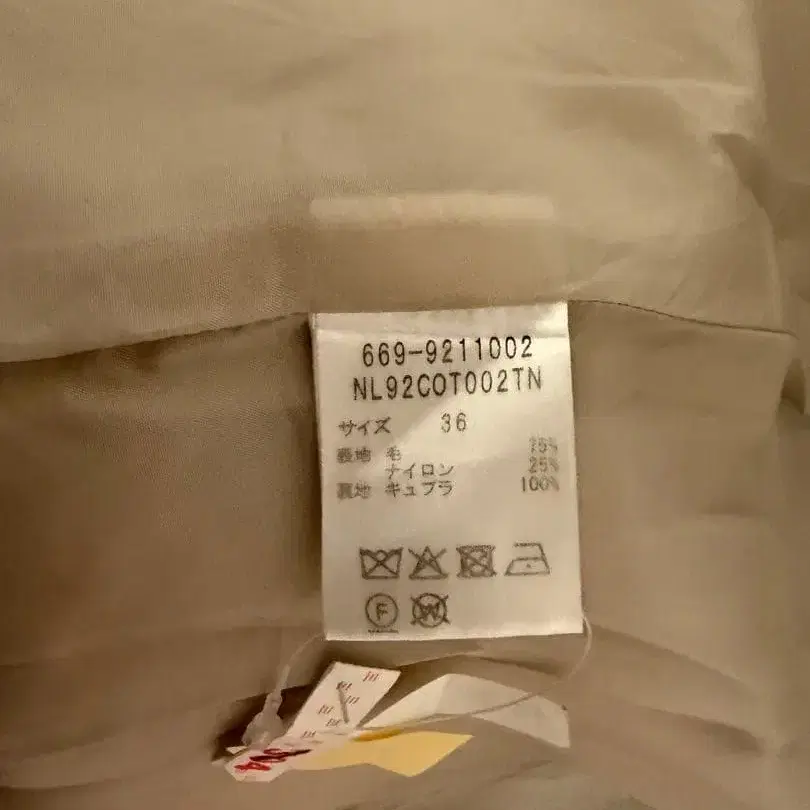 669-9211002
NL92COT002TN
サイズ 36
表地 毛 75%
ナイロン 25%
裏地 キュプラ 100%
F
W